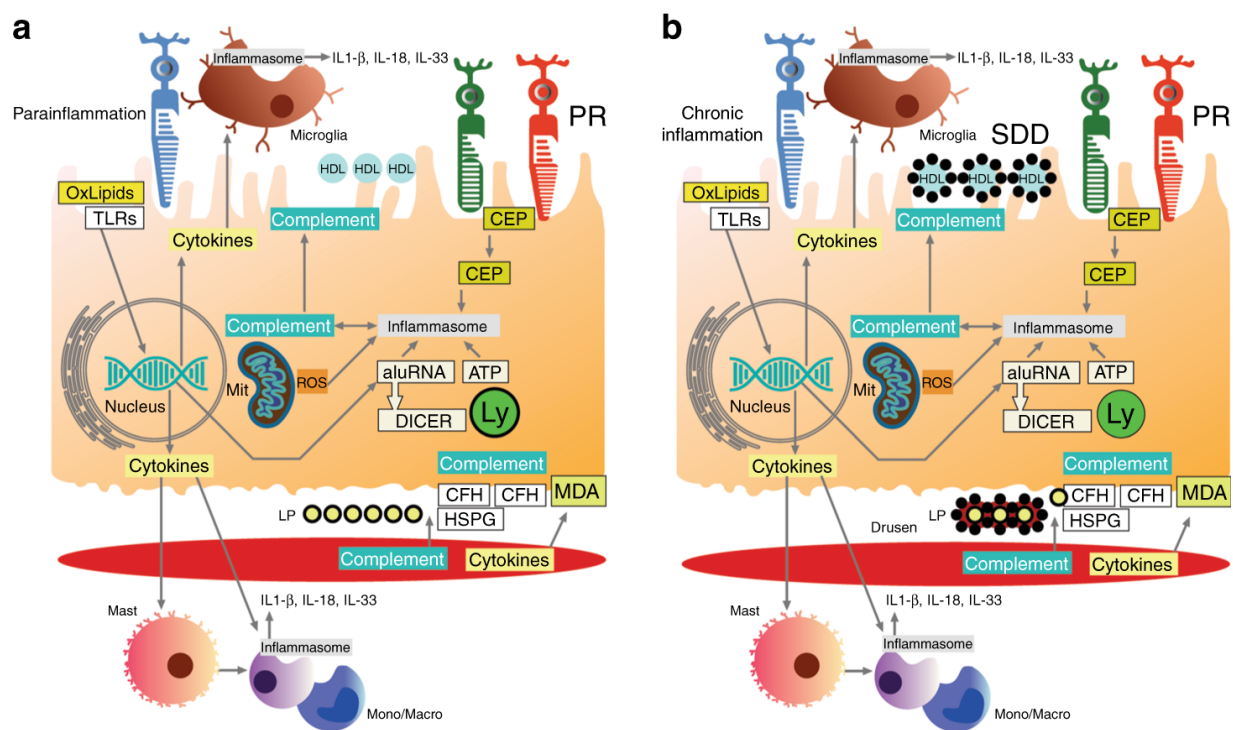 a
Inflammasome
IL1-β, IL-18, IL-33
Parainflammation
PR
Microglia
HDL HDL HDL
OxLipids
TLRs
Complement
CEP
Cytokines
CEP
Complement
Inflammasome
Mit
ROS
aluRNA
ATP
Nucleus
DICER
Ly
Cytokines
Complement
MDA
CFH
CFH
LP
HSPG
Complement
Cytokines
IL1-β, IL-18, IL-33
Mast
Inflammasome
Mono/Macro
b
Inflammasome
IL1-β, IL-18, IL-33
Chronic
inflammation
PR
Microglia
SDD
HDL HDL HDL
OxLipids
TLRs
Complement
CEP
Cytokines
CEP
Complement
Inflammasome
Mit
ROS
aluRNA
ATP
Nucleus
DICER
Ly
Cytokines
Complement
MDA
CFH
CFH
LP
HSPG
Drusen
Complement
Cytokines
IL1-β, IL-18, IL-33
Mast
Inflammasome
Mono/Macro